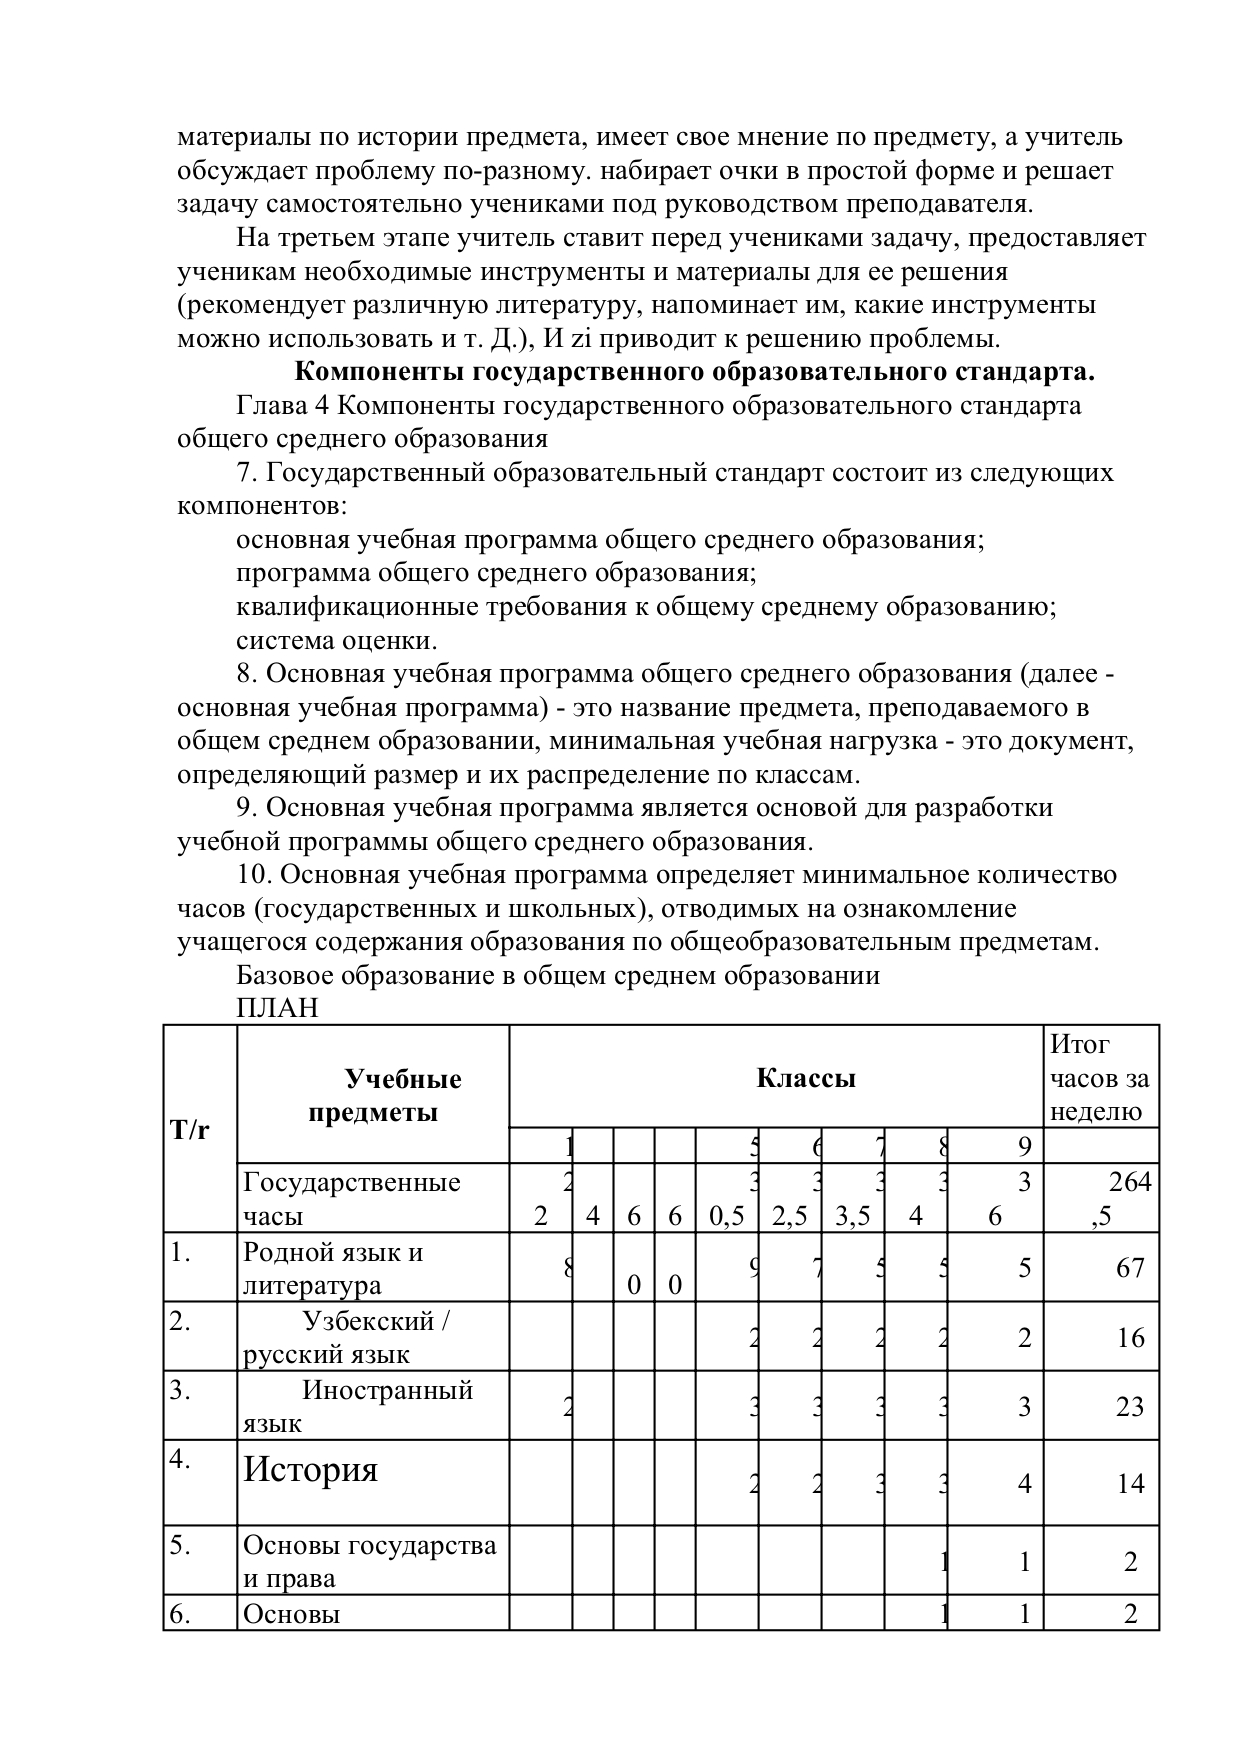 материалы по истории предмета, имеет свое мнение по предмету, а учитель
обсуждает проблему по-разному. набирает очки в простой форме и решает
задачу самостоятельно учениками под руководством преподавателя.
На третьем этапе учитель ставит перед учениками задачу, предоставляет
ученикам необходимые инструменты и материалы для ее решения
(рекомендует различную литературу, напоминает им, какие инструменты
можно использовать и т. Д.), И zi приводит к решению проблемы.
Компоненты государственного образовательного стандарта.
Глава 4 Компоненты государственного образовательного стандарта
общего среднего образования
7. Государственный образовательный стандарт состоит из следующих
компонентов:
основная учебная программа общего среднего образования;
программа общего среднего образования;
квалификационные требования к общему среднему образованию;
система оценки.
8. Основная учебная программа общего среднего образования (далее -
основная учебная программа) - это название предмета, преподаваемого в
общем среднем образовании, минимальная учебная нагрузка - это документ,
определяющий размер и их распределение по классам.
9. Основная учебная программа является основой для разработки
учебной программы общего среднего образования.
10. Основная учебная программа определяет минимальное количество
часов (государственных и школьных), отводимых на ознакомление
учащегося содержания образования по общеобразовательным предметам.
Базовое образование в общем среднем образовании
ПЛАН
T/r
Учебные
предметы
Классы
Итог
часов за
неделю
1 5 6 7 8 9
Государственные
часы
2 3 3 3 3 3 264
2 4 6 6 0,5 2,5 3,5 4 6 ,5
1. Родной язык и
литература
8 0 0 9 7 5 5 5 67
2. Узбекский /
русский язык
2 2 2 2 2 16
3. Иностранный
язык
2 3 3 3 3 3 23
4. История
2 2 3 3 4 14
5. Основы государства
и права
1 1 2
6. Основы 1 1 2